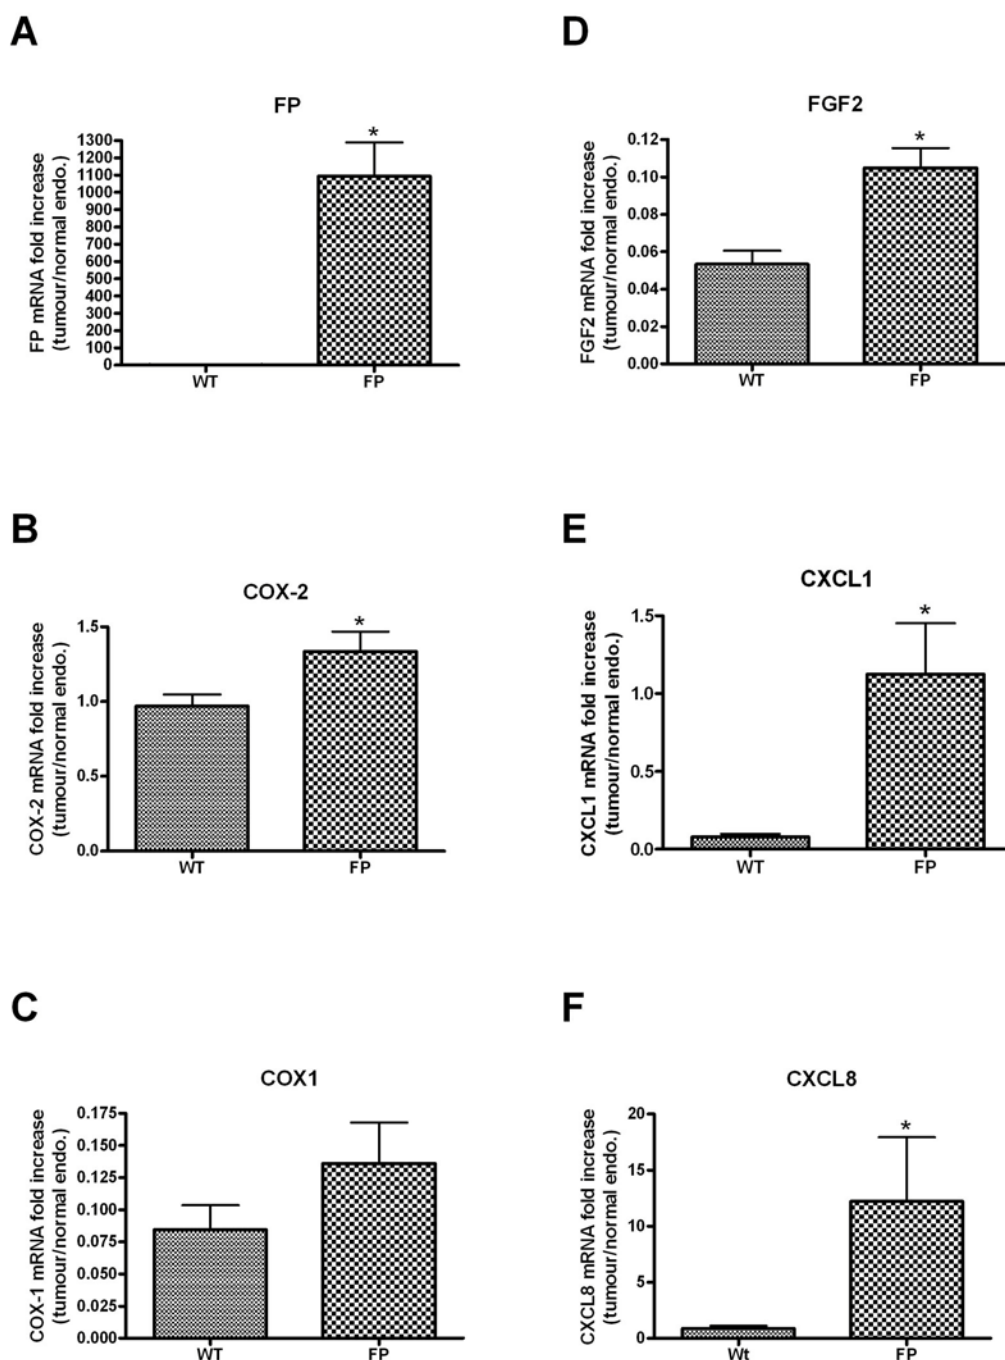 A
FP
FP mRNA fold increase
(tumour/normal endo.)
1300
1200
1100
1000
900
800
700
600
500
400
300
200
100
0
*
WT
FP
B
COX-2
COX-2 mRNA fold increase
(tumour/normal endo.)
1.5
1.0
0.5
0.0
*
WT
FP
C
COX1
COX-1 mRNA fold increase
(tumour/normal endo.)
0.175
0.150
0.125
0.100
0.075
0.050
0.025
0.000
WT
FP
D
FGF2
FGF2 mRNA fold increase
(tumour/normal endo.)
0.12
0.10
0.08
0.06
0.04
0.02
0.00
*
WT
FP
E
CXCL1
CXCL1 mRNA fold increase
(tumour/normal endo.)
1.5
1.0
0.5
0.0
*
WT
FP
F
CXCL8
CXCL8 mRNA fold increase
(tumour/normal endo.)
20
15
10
5
0
*
Wt
FP